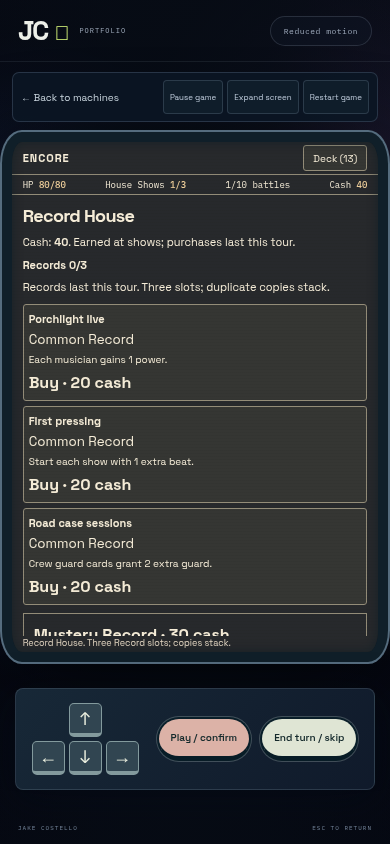 JC PORTFOLIO Reduced motion
← Back to machines Pause game Expand screen Restart game
ENCORE Deck (13)
HP 80/80 House Shows 1/3 1/10 battles Cash 40
Record House
Cash: 40. Earned at shows; purchases last this tour.
Records 0/3
Records last this tour. Three slots; duplicate copies stack.
Porchlight live
Common Record
Each musician gains 1 power.
Buy · 20 cash
First pressing
Common Record
Start each show with 1 extra beat.
Buy · 20 cash
Road case sessions
Common Record
Crew guard cards grant 2 extra guard.
Buy · 20 cash
Mystery Record · 30 cash
Record House. Three Record slots; copies stack.
↑
← ↓ →
Play / confirm End turn / skip
JAKE COSTELLO ESC TO RETURN